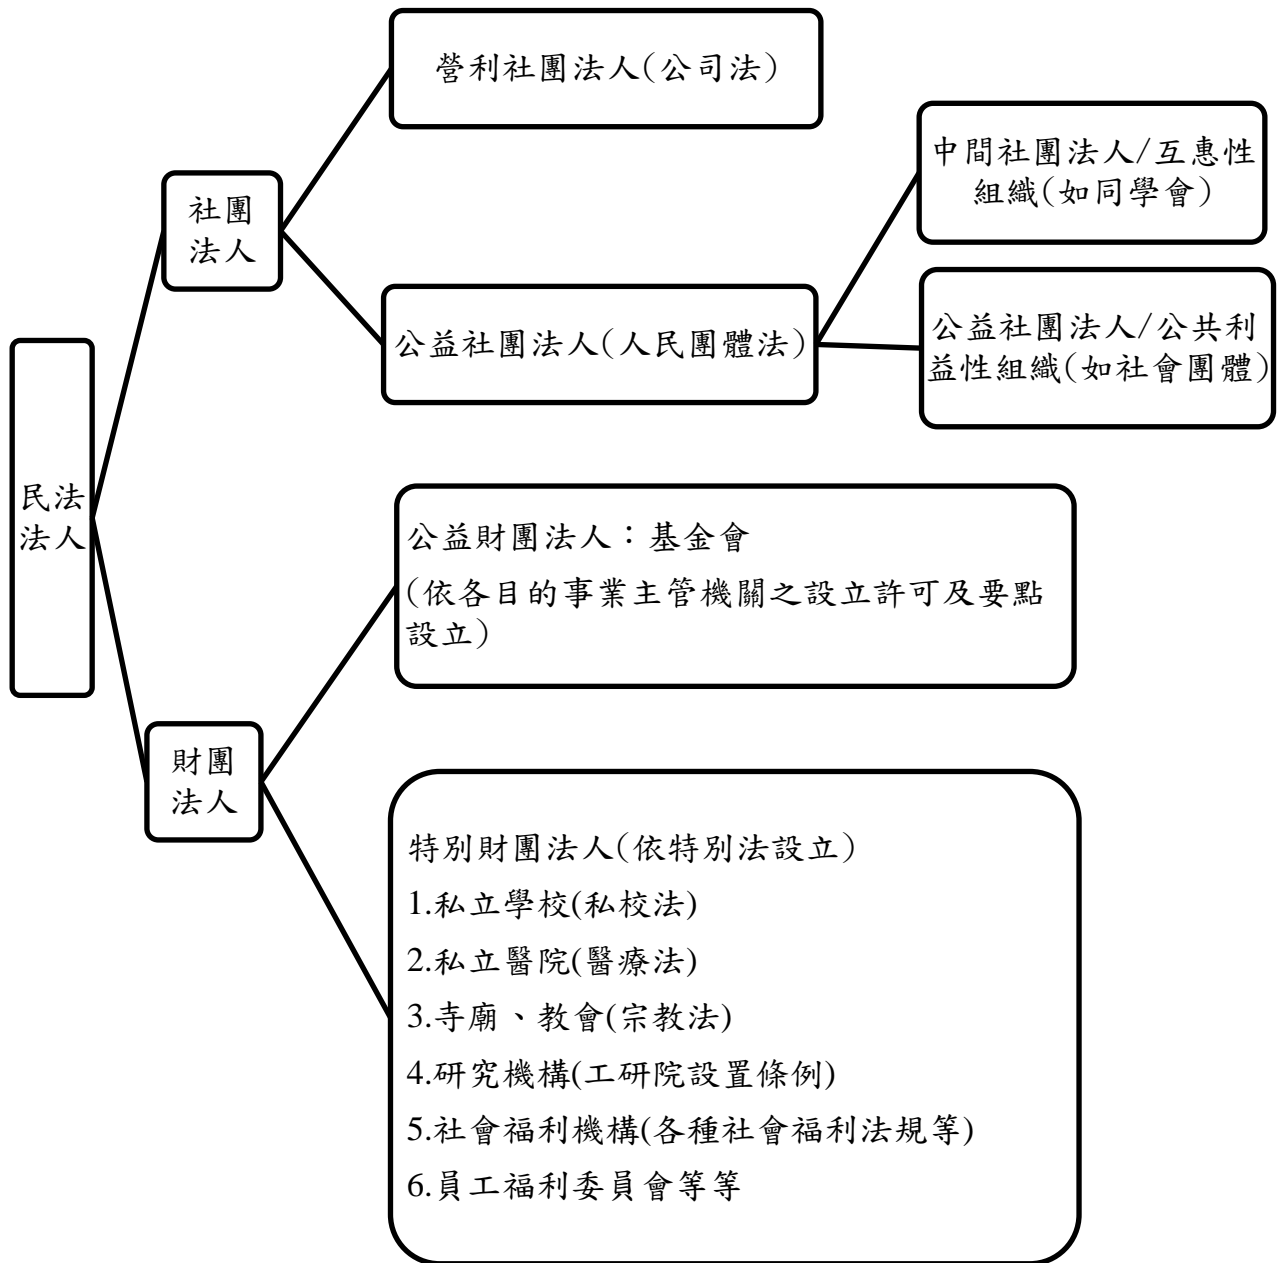 民法
法人
社團
法人
營利社團法人(公司法)
公益社團法人(人民團體法)
中間社團法人/互惠性
組織(如同學會)
公益社團法人/公共利
益性組織(如社會團體)
財團
法人
公益財團法人：基金會
(依各目的事業主管機關之設立許可及要點
設立)
特別財團法人(依特別法設立)
1.私立學校(私校法)
2.私立醫院(醫療法)
3.寺廟、教會(宗教法)
4.研究機構(工研院設置條例)
5.社會福利機構(各種社會福利法規等)
6.員工福利委員會等等